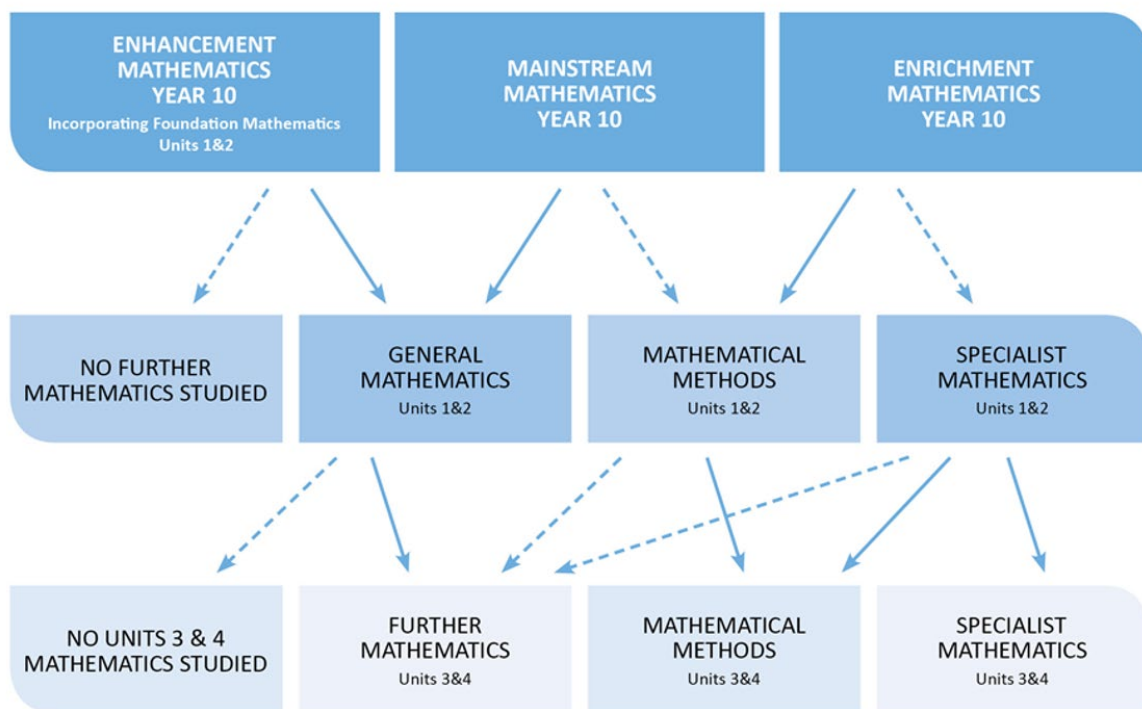 ENHANCEMENT
MATHEMATICS
YEAR 10
Incorporating Foundation Mathematics
Units 1&2
MAINSTREAM
MATHEMATICS
YEAR 10
ENRICHMENT
MATHEMATICS
YEAR 10
NO FURTHER
MATHEMATICS STUDIED
GENERAL
MATHEMATICS
Units 1&2
MATHEMATICAL
METHODS
Units 1&2
SPECIALIST
MATHEMATICS
Units 1&2
NO UNITS 3 & 4
MATHEMATICS STUDIED
FURTHER
MATHEMATICS
Units 3&4
MATHEMATICAL
METHODS
Units 3&4
SPECIALIST
MATHEMATICS
Units 3&4